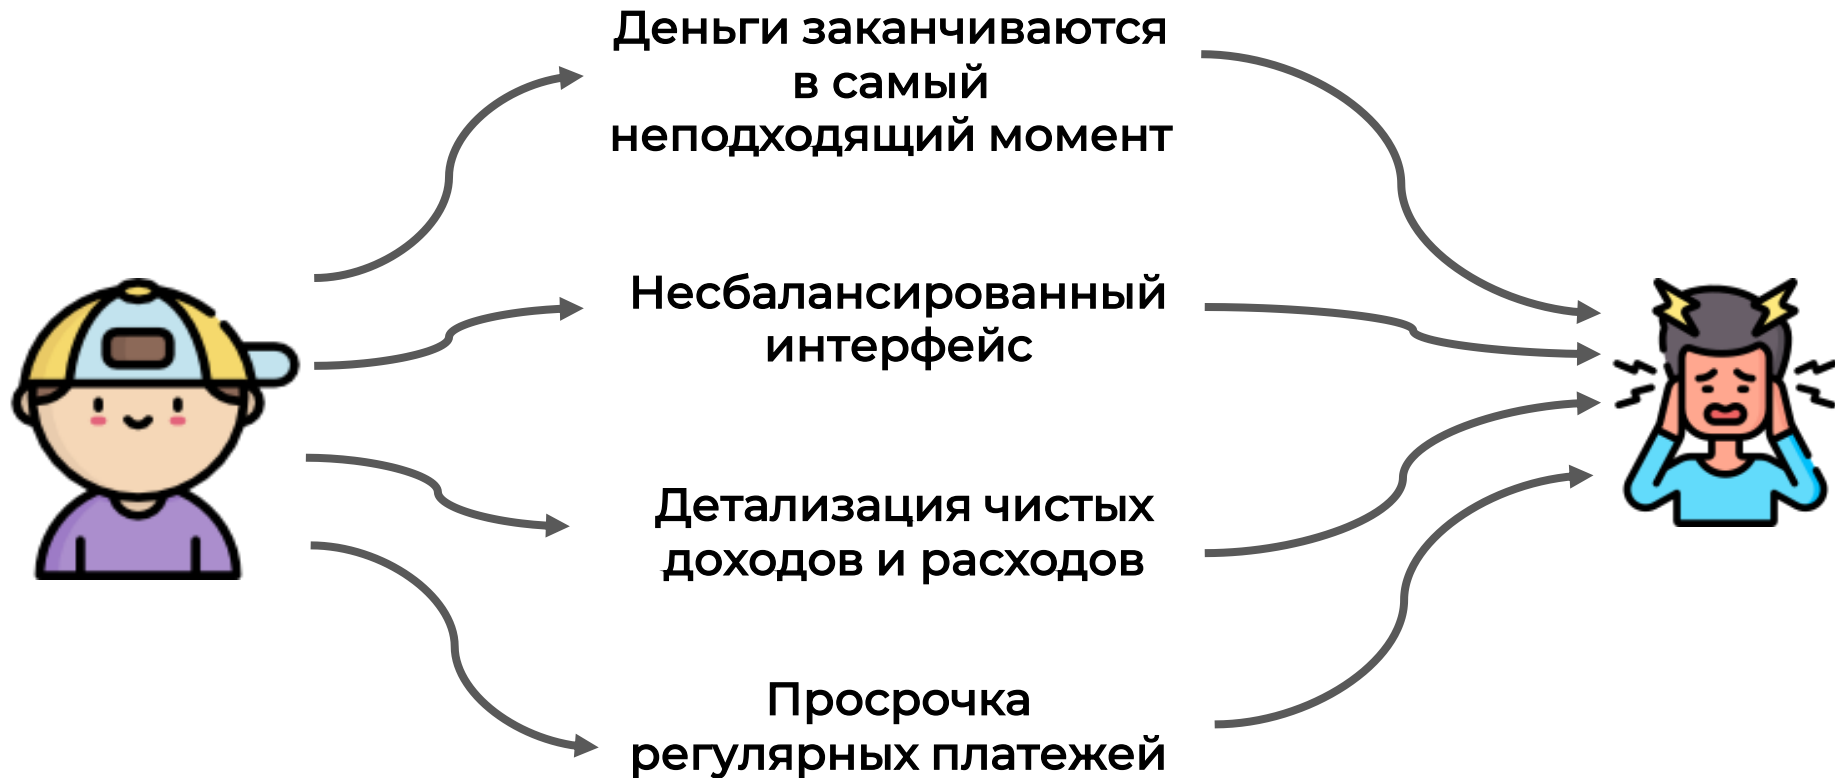 Деньги заканчиваются
в самый
неподходящий момент
Несбалансированный
интерфейс
Детализация чистых
доходов и расходов
Просрочка
регулярных платежей